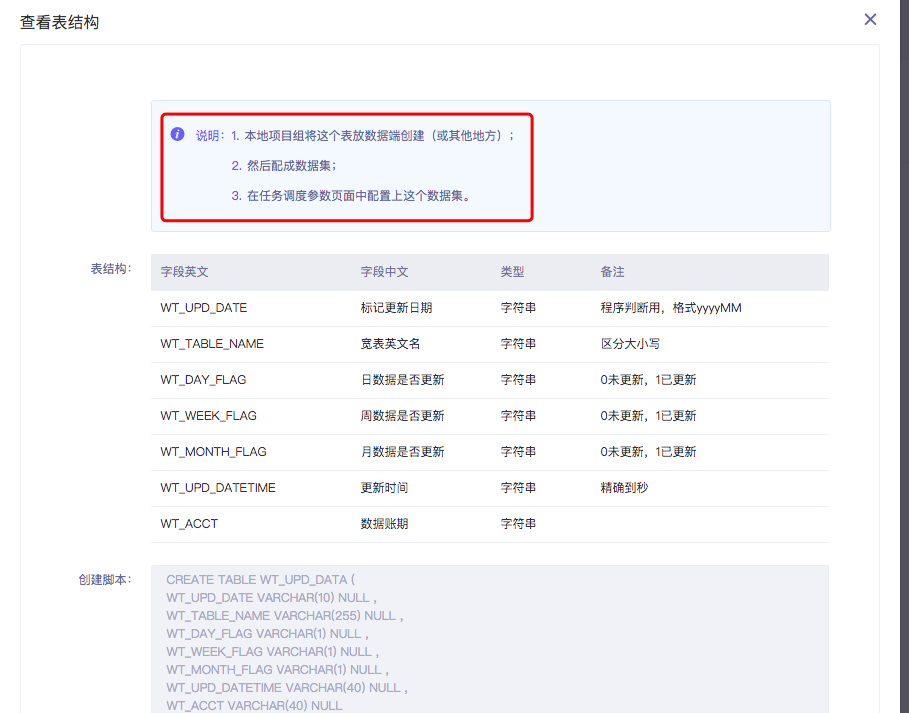 查看表结构
说明：1. 本地项目组将这个表放数据端创建（或其他地方）；
2. 然后配成数据集；
3. 在任务调度参数页面中配置上这个数据集。
表结构：
字段英文 字段中文 类型 备注
WT_UPD_DATE 标记更新日期 字符串 程序判断用，格式yyyyMM
WT_TABLE_NAME 宽表英文名 字符串 区分大小写
WT_DAY_FLAG 日数据是否更新 字符串 0未更新，1已更新
WT_WEEK_FLAG 周数据是否更新 字符串 0未更新，1已更新
WT_MONTH_FLAG 月数据是否更新 字符串 0未更新，1已更新
WT_UPD_DATETIME 更新时间 字符串 精确到秒
WT_ACCT 数据账期 字符串
创建脚本：
CREATE TABLE WT_UPD_DATA (
WT_UPD_DATE VARCHAR(10) NULL ,
WT_TABLE_NAME VARCHAR(255) NULL ,
WT_DAY_FLAG VARCHAR(1) NULL ,
WT_WEEK_FLAG VARCHAR(1) NULL ,
WT_MONTH_FLAG VARCHAR(1) NULL ,
WT_UPD_DATETIME VARCHAR(40) NULL ,
WT_ACCT VARCHAR(40) NULL